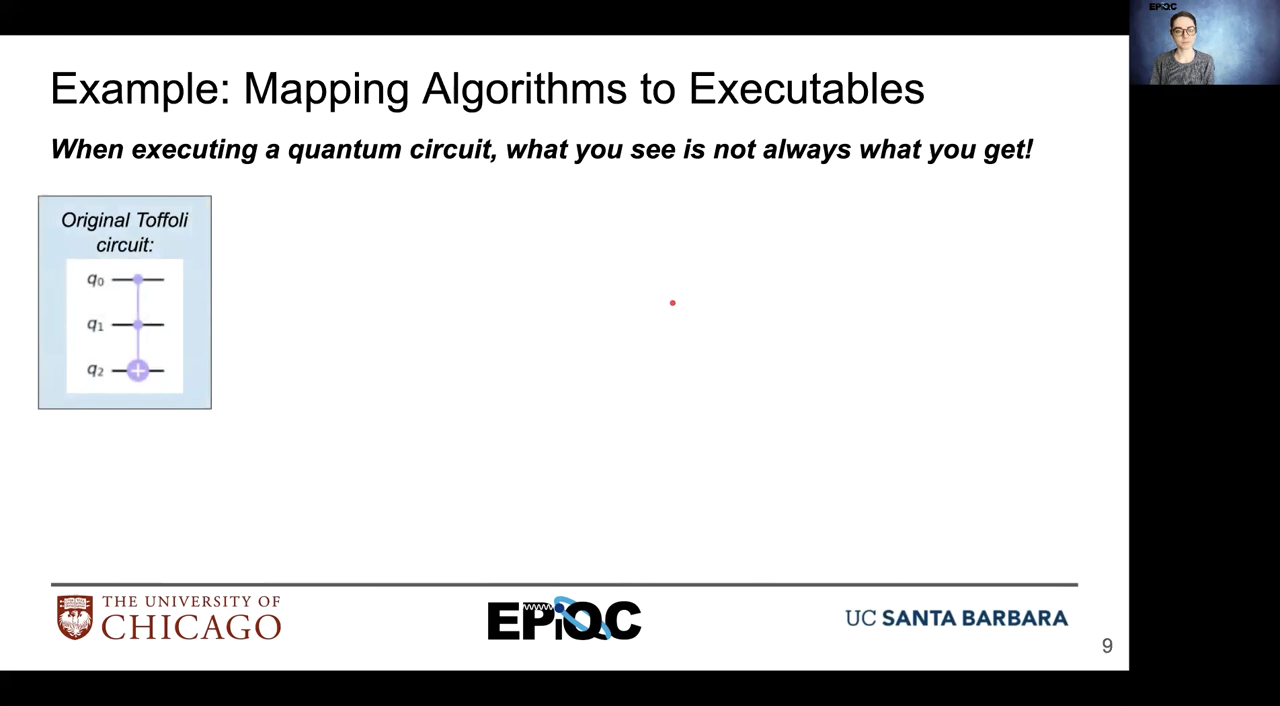 EPiQC
Example: Mapping Algorithms to Executables
When executing a quantum circuit, what you see is not always what you get!
Original Toffoli
circuit:
q0
q1
q2
THE UNIVERSITY OF
CHICAGO
EPiQC
UC SANTA BARBARA
9